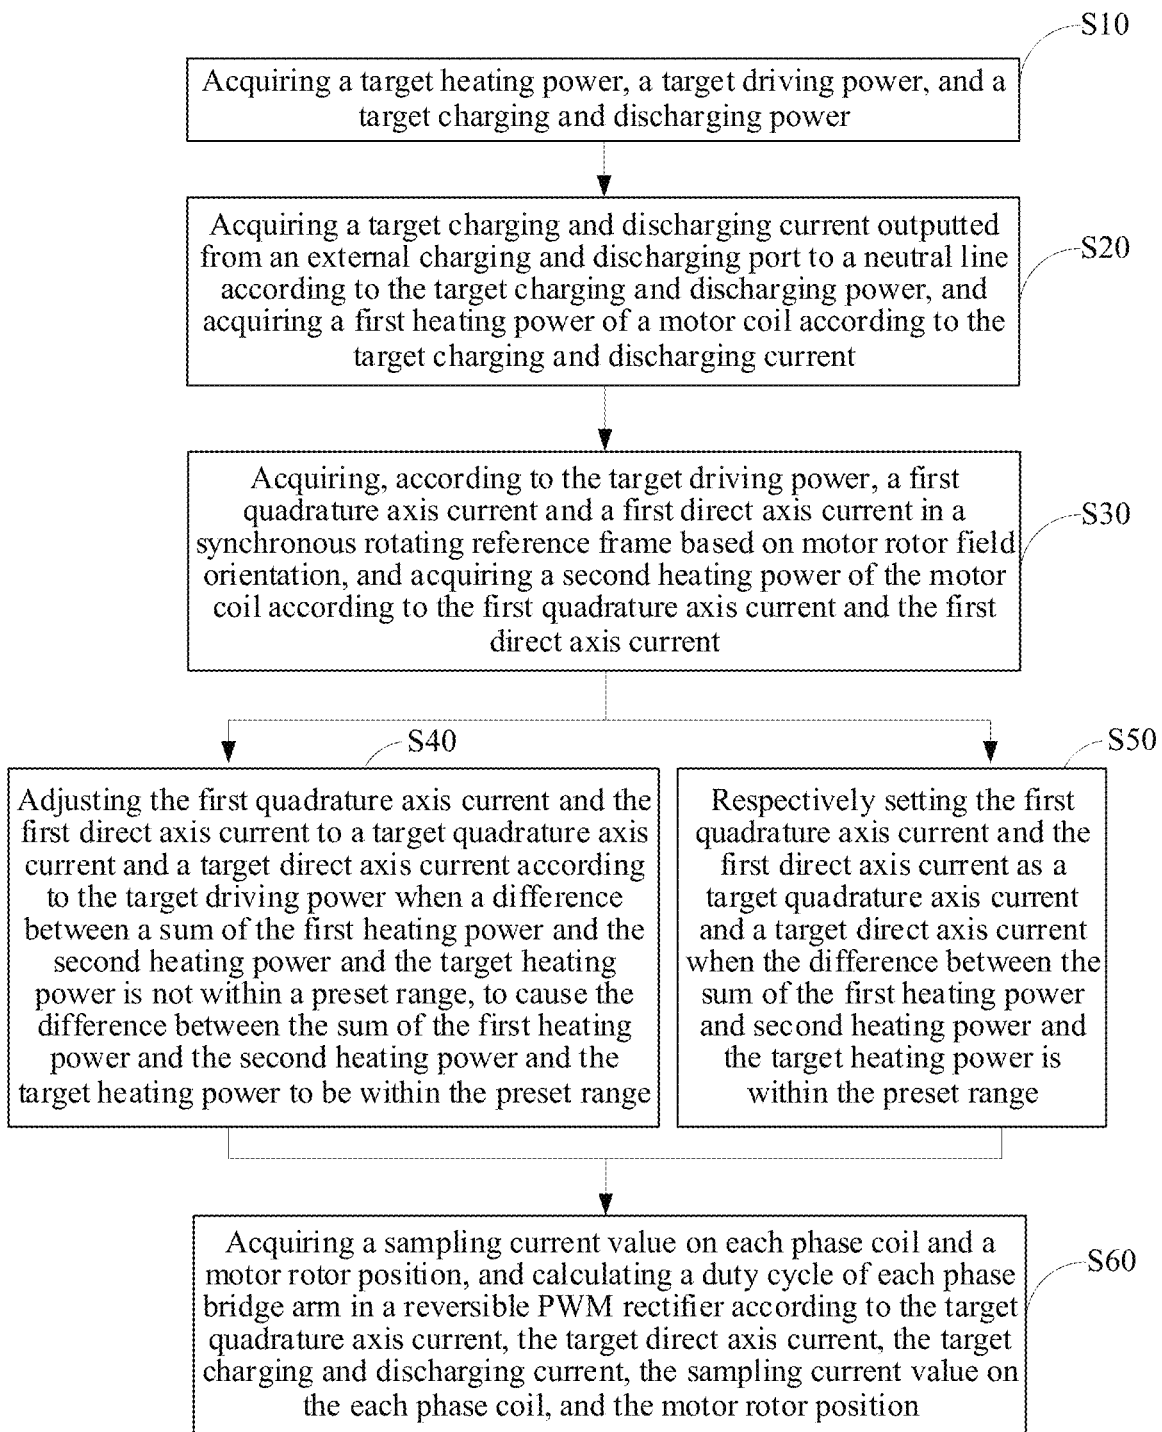 S10
Acquiring a target heating power, a target driving power, and a
target charging and discharging power
Acquiring a target charging and discharging current outputted
from an external charging and discharging port to a neutral line
according to the target charging and discharging power, and
acquiring a first heating power of a motor coil according to the
target charging and discharging current
S20
Acquiring, according to the target driving power, a first
quadrature axis current and a first direct axis current in a
synchronous rotating reference frame based on motor rotor field
orientation, and acquiring a second heating power of the motor
coil according to the first quadrature axis current and the first
direct axis current
S30
S40
Adjusting the first quadrature axis current and the
first direct axis current to a target quadrature axis
current and a target direct axis current according
to the target driving power when a difference
between a sum of the first heating power and the
second heating power and the target heating
power is not within a preset range, to cause the
difference between the sum of the first heating
power and the second heating power and the
target heating power to be within the preset range
S50
Respectively setting the first
quadrature axis current and the
first direct axis current as a
target quadrature axis current
and a target direct axis current
when the difference between the
sum of the first heating power
and second heating power and
the target heating power is
within the preset range
Acquiring a sampling current value on each phase coil and a
motor rotor position, and calculating a duty cycle of each phase
bridge arm in a reversible PWM rectifier according to the target
quadrature axis current, the target direct axis current, the target
charging and discharging current, the sampling current value on
the each phase coil, and the motor rotor position
S60